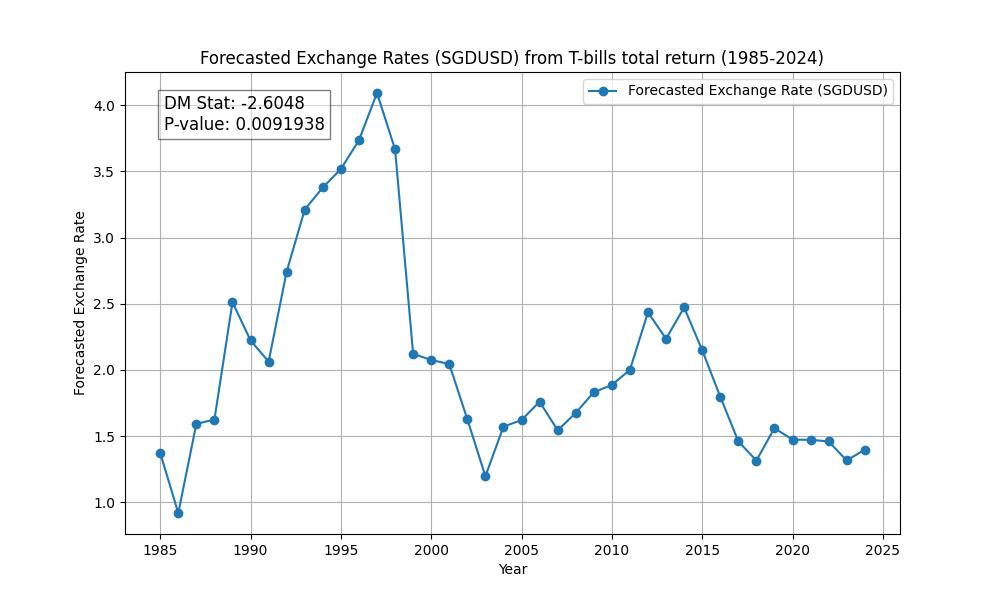 Forecasted Exchange Rates (SGDUSD) from T-bills total return (1985-2024)
DM Stat: -2.6048
P-value: 0.0091938
Forecasted Exchange Rate (SGDUSD)
Forecasted Exchange Rate
4.0
3.5
3.0
2.5
2.0
1.5
1.0
1985 1990 1995 2000 2005 2010 2015 2020 2025
Year